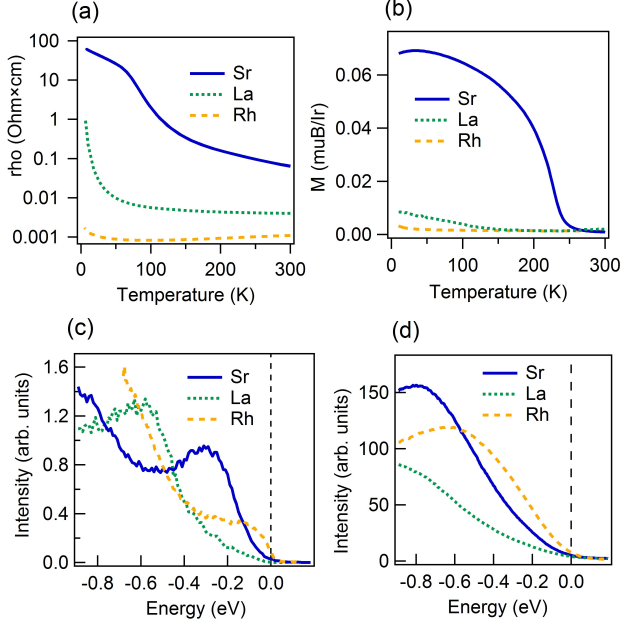 (a)
rho (Ohm×cm)
100
10
1
0.1
0.01
0.001
Sr
La
Rh
0
100
200
300
Temperature (K)
(b)
M (muB/Ir)
0.06
0.04
0.02
0.00
Sr
La
Rh
0
100
200
300
Temperature (K)
(c)
Intensity (arb. units)
1.6
1.2
0.8
0.4
0.0
Sr
La
Rh
-0.8
-0.6
-0.4
-0.2
0.0
Energy (eV)
(d)
Intensity (arb. units)
150
100
50
0
Sr
La
Rh
-0.8
-0.6
-0.4
-0.2
0.0
Energy (eV)